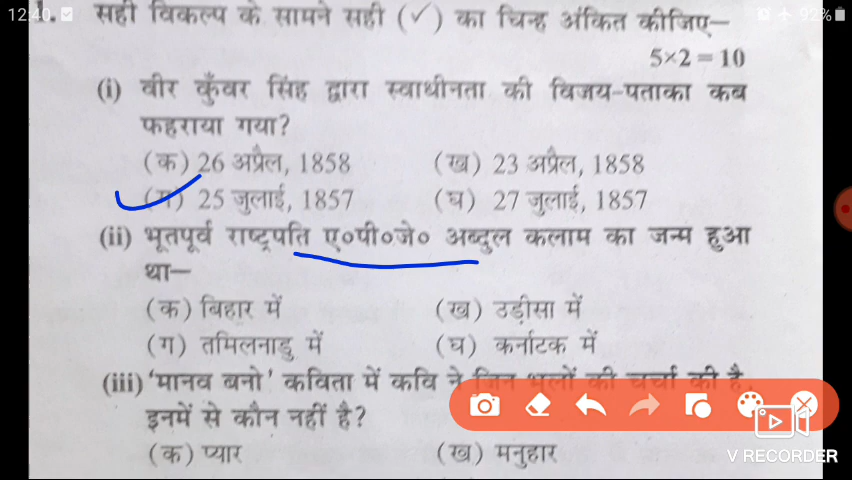 12:40
92%
सही विकल्प के सामने सही (✓) का चिन्ह अंकित कीजिए—
5×2 = 10
(i) वीर कुँवर सिंह द्वारा स्वाधीनता की विजय-पताका कब
फहराया गया?
(क) 26 अप्रैल, 1858 (ख) 23 अप्रैल, 1858
(ग) 25 जुलाई, 1857 (घ) 27 जुलाई, 1857
(ii) भूतपूर्व राष्ट्रपति ए०पी०जे० अब्दुल कलाम का जन्म हुआ
था—
(क) बिहार में (ख) उड़ीसा में
(ग) तमिलनाडु में (घ) कर्नाटक में
(iii) 'मानव बनो' कविता में कवि ने जिन भूलों की चर्चा की है,
इनमें से कौन नहीं है?
(क) प्यार (ख) मनुहार
V RECORDER